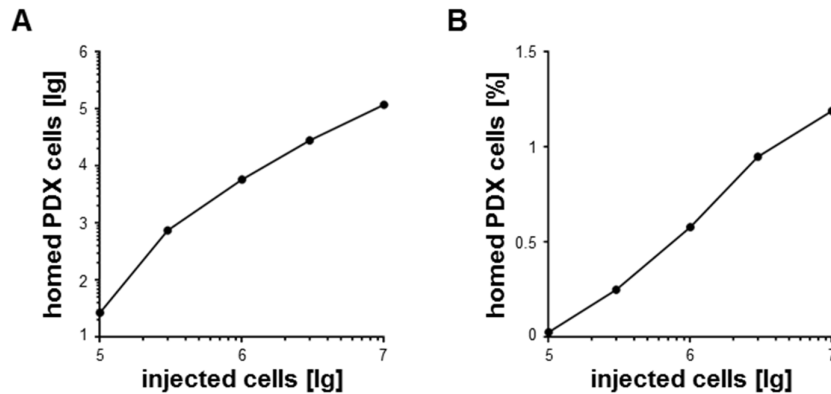 A
homed PDX cells [lg]
6
5
4
3
2
1
5 6 7
injected cells [lg]
B
homed PDX cells [%]
1.5
1
0.5
0
5 6 7
injected cells [lg]